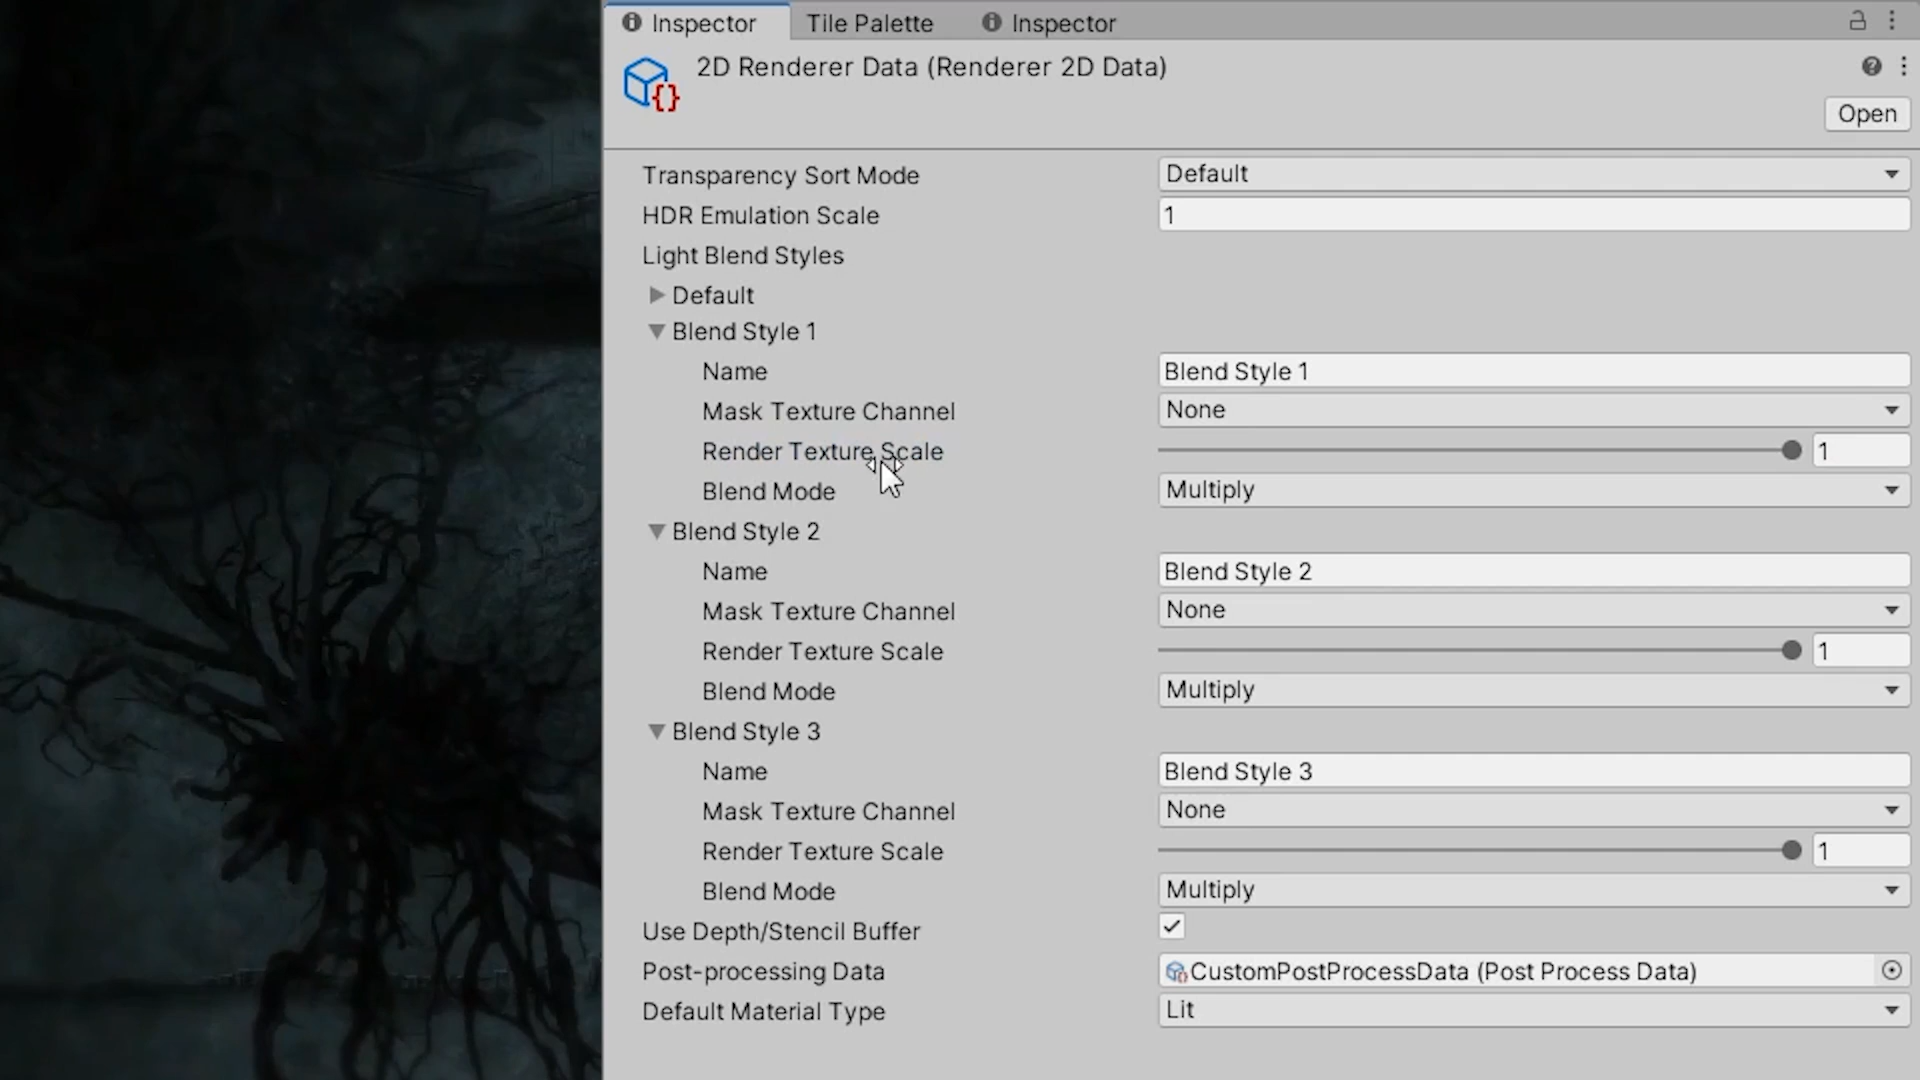 Inspector
Tile Palette
Inspector
2D Renderer Data (Renderer 2D Data)
Open
Transparency Sort Mode
Default
HDR Emulation Scale
1
Light Blend Styles
Default
Blend Style 1
Name
Blend Style 1
Mask Texture Channel
None
Render Texture Scale
1
Blend Mode
Multiply
Blend Style 2
Name
Blend Style 2
Mask Texture Channel
None
Render Texture Scale
1
Blend Mode
Multiply
Blend Style 3
Name
Blend Style 3
Mask Texture Channel
None
Render Texture Scale
1
Blend Mode
Multiply
Use Depth/Stencil Buffer
Post-processing Data
CustomPostProcessData (Post Process Data)
Default Material Type
Lit